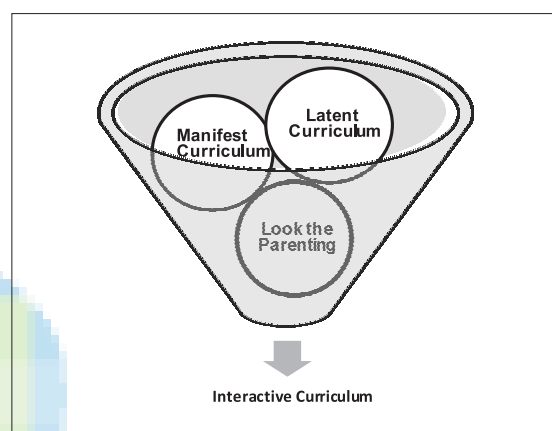 Latent
Curriculum
Manifest
Curriculum
Look the
Parenting
Interactive Curriculum